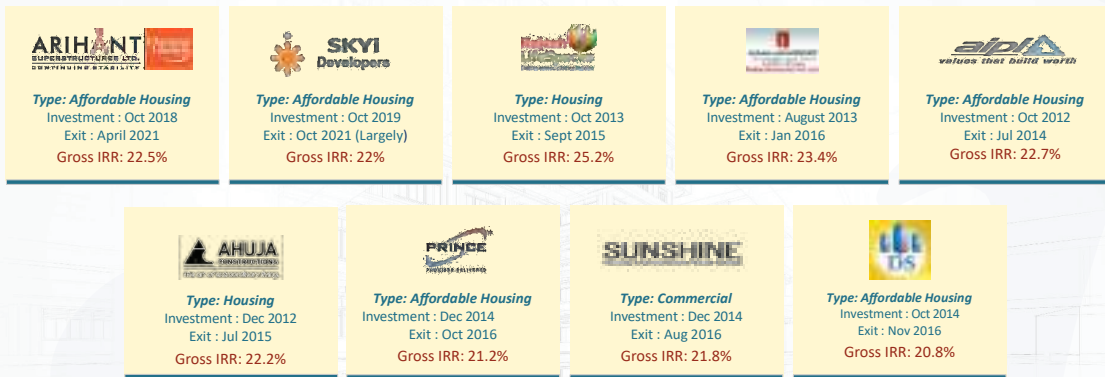 ARIHANT
SUPERSTRUCTURES LTD.
CONTINUING STABILITY
Type: Affordable Housing
Investment : Oct 2018
Exit : April 2021
Gross IRR: 22.5%
SKYi
Developers
Type: Affordable Housing
Investment : Oct 2019
Exit : Oct 2021 (Largely)
Gross IRR: 22%
Type: Housing
Investment : Oct 2013
Exit : Sept 2015
Gross IRR: 25.2%
Type: Affordable Housing
Investment : August 2013
Exit : Jan 2016
Gross IRR: 23.4%
aipl
values that build worth
Type: Affordable Housing
Investment : Oct 2012
Exit : Jul 2014
Gross IRR: 22.7%
AHUJA
CONSTRUCTIONS
Type: Housing
Investment : Dec 2012
Exit : Jul 2015
Gross IRR: 22.2%
PRINCE
PROMISES DELIVERED
Type: Affordable Housing
Investment : Dec 2014
Exit : Oct 2016
Gross IRR: 21.2%
SUNSHINE
Type: Commercial
Investment : Dec 2014
Exit : Aug 2016
Gross IRR: 21.8%
DS
Type: Affordable Housing
Investment : Oct 2014
Exit : Nov 2016
Gross IRR: 20.8%